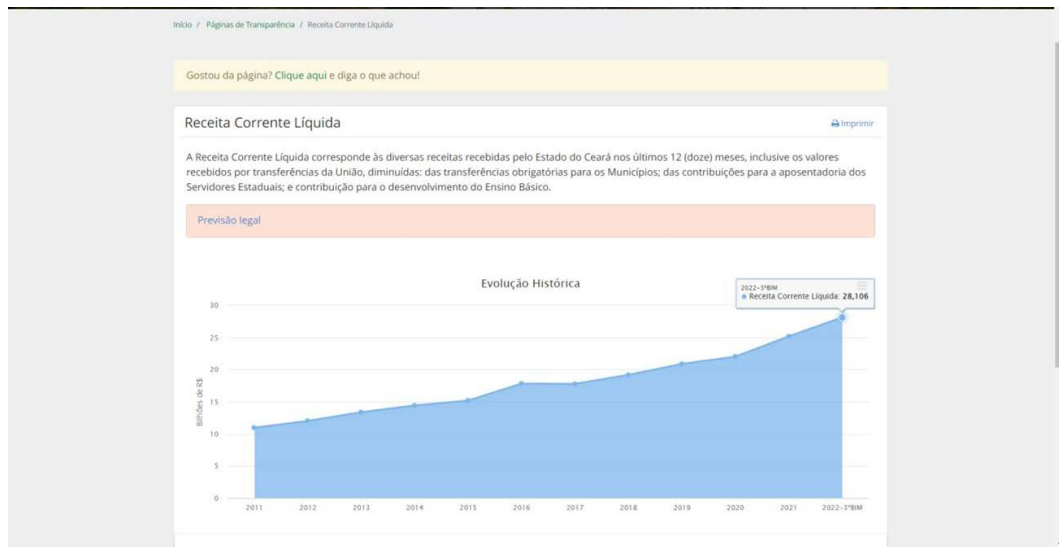 Início / Páginas de Transparência / Receita Corrente Líquida
Gostou da página? Clique aqui e diga o que achou!
Receita Corrente Líquida
Imprimir
A Receita Corrente Líquida corresponde às diversas receitas recebidas pelo Estado do Ceará nos últimos 12 (doze) meses, inclusive os valores
recebidos por transferências da União, diminuídas: das transferências obrigatórias para os Municípios; das contribuições para a aposentadoria dos
Servidores Estaduais; e contribuição para o desenvolvimento do Ensino Básico.
Previsão legal
Evolução Histórica
2022-3ºBIM
Receita Corrente Líquida: 28,106
Bilhões de R$
30
25
20
15
10
5
0
2011 2012 2013 2014 2015 2016 2017 2018 2019 2020 2021 2022-3ºBIM